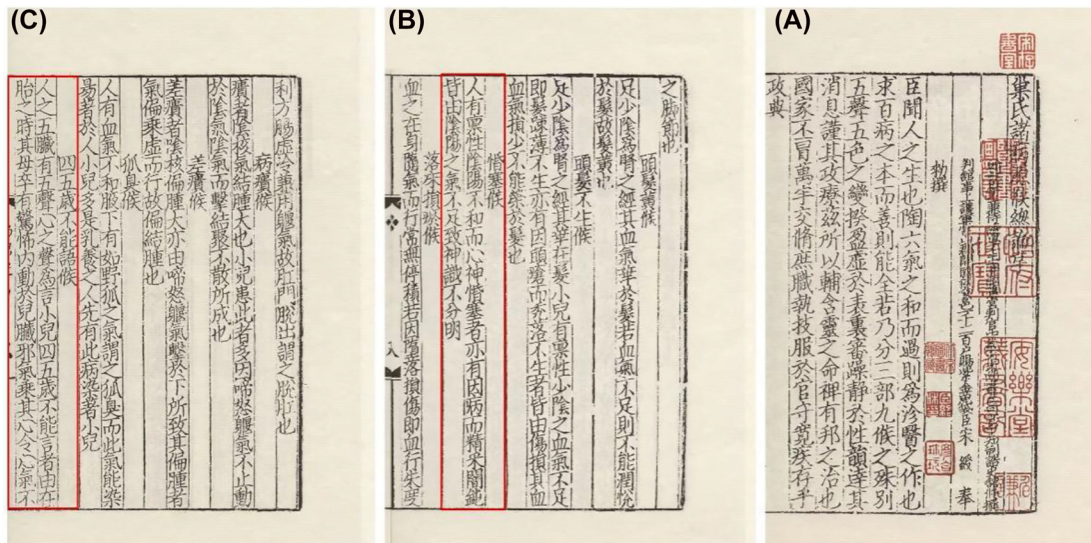 (A)
巢氏諸病源候總論序
宋綬 奉
勑撰
臣聞人之生也陶六氣之和而過則為沴醫之作也
求百病之本而善則能全若乃分三部九候之殊別
五聲五色之變揆盈虛於表裏審躁靜於性韻達其
消息謹其攻療茲所以輔含靈之命裨有邦之治也
國家丕冒萬宇交脩庶職執技服於官守寬疾存乎
政典
(B)
之腳節也
頭髮黃候
足少陰為腎之經其血氣華於髮若血氣不足則不能潤悅
於髮故髮黃也
頭髮不生候
足少陰為腎之經其華在髮小兒有禀性少陰之血氣不足
即髮疎薄不生亦有因頭瘡而禿落不生者皆由傷損其血
血氣損少不能榮於髮也
惛塞候
人有禀性陰陽不和而心神惛塞者亦有因病而精采闇鈍
皆由陰陽之氣不足致神識不分明
落床損瘀候
血之在身隨氣而行常無停積若因墮落損傷即血行失度
(C)
利方腸虛冷兼因軀氣故肛門脫出謂之脫肛也
病㿗候
㿗者陰核氣結腫大也小兒患此者多因啼怒軀氣不止動
於陰氣陰氣而擊結聚不散所成也
差㿗候
差㿗者陰核偏腫大亦由啼怒軀氣擊於下所致其偏腫者
氣偏乘虛而行故偏結腫也
狐臭候
人有血氣不和腋下有如野狐之氣謂之狐臭而此氣能染
易著於人小兒多是乳養之人先有此病染著小兒
四五歲不能語候
人之五臟有五聲心之聲為言小兒四五歲不能言者由在
胎之時其母卒有驚怖內動於兒臟邪氣乘其心令心氣不